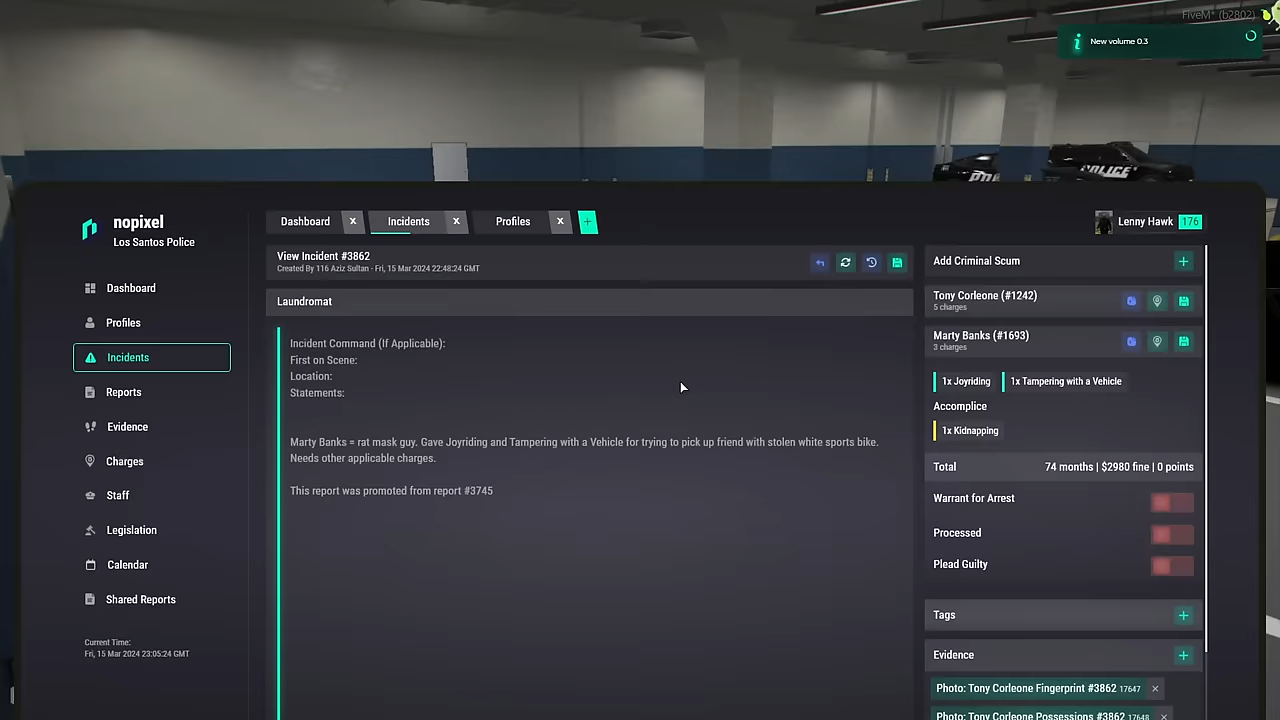 FiveM* (b2802)
New volume 0.3
POLICE
nopixel
Los Santos Police
Dashboard
Profiles
Incidents
Reports
Evidence
Charges
Staff
Legislation
Calendar
Shared Reports
Current Time:
Fri, 15 Mar 2024 23:05:24 GMT
Dashboard x Incidents x Profiles x +
Lenny Hawk 176
View Incident #3862
Created By 116 Aziz Sultan - Fri, 15 Mar 2024 22:48:24 GMT
Laundromat
Incident Command (If Applicable):
First on Scene:
Location:
Statements:
Marty Banks = rat mask guy. Gave Joyriding and Tampering with a Vehicle for trying to pick up friend with stolen white sports bike.
Needs other applicable charges.
This report was promoted from report #3745
Add Criminal Scum +
Tony Corleone (#1242)
5 charges
Marty Banks (#1693)
3 charges
1x Joyriding 1x Tampering with a Vehicle
Accomplice
1x Kidnapping
Total 74 months | $2980 fine | 0 points
Warrant for Arrest
Processed
Plead Guilty
Tags +
Evidence +
Photo: Tony Corleone Fingerprint #3862 17647 x
Photo: Tony Corleone Possessions #3862 17648 x